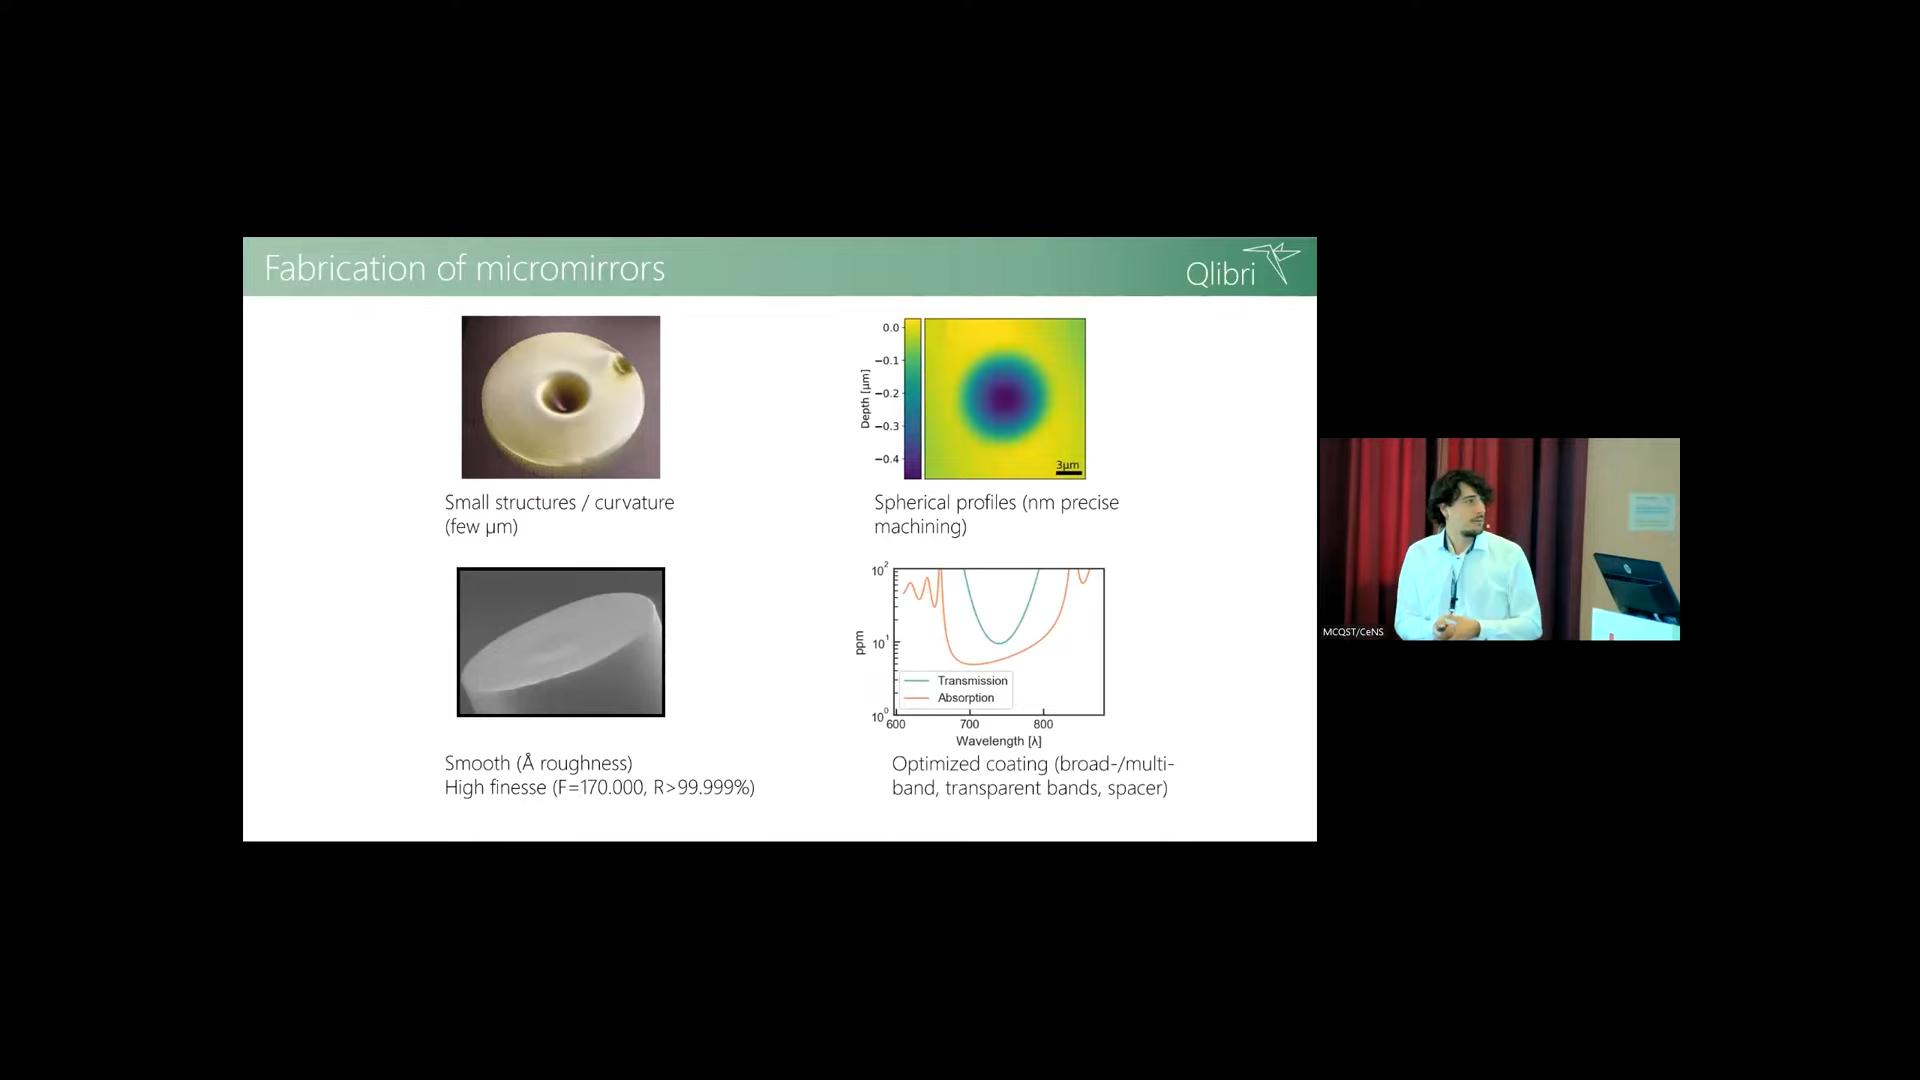 Fabrication of micromirrors
Qlibri
0.0
−0.1
−0.2
−0.3
−0.4
Depth [µm]
3µm
Small structures / curvature
(few µm)
Spherical profiles (nm precise
machining)
10²
10¹
10⁰
ppm
Transmission
Absorption
600
700
800
Wavelength [λ]
Smooth (Å roughness)
High finesse (F=170.000, R>99.999%)
Optimized coating (broad-/multi-
band, transparent bands, spacer)
MCQST/CeNS